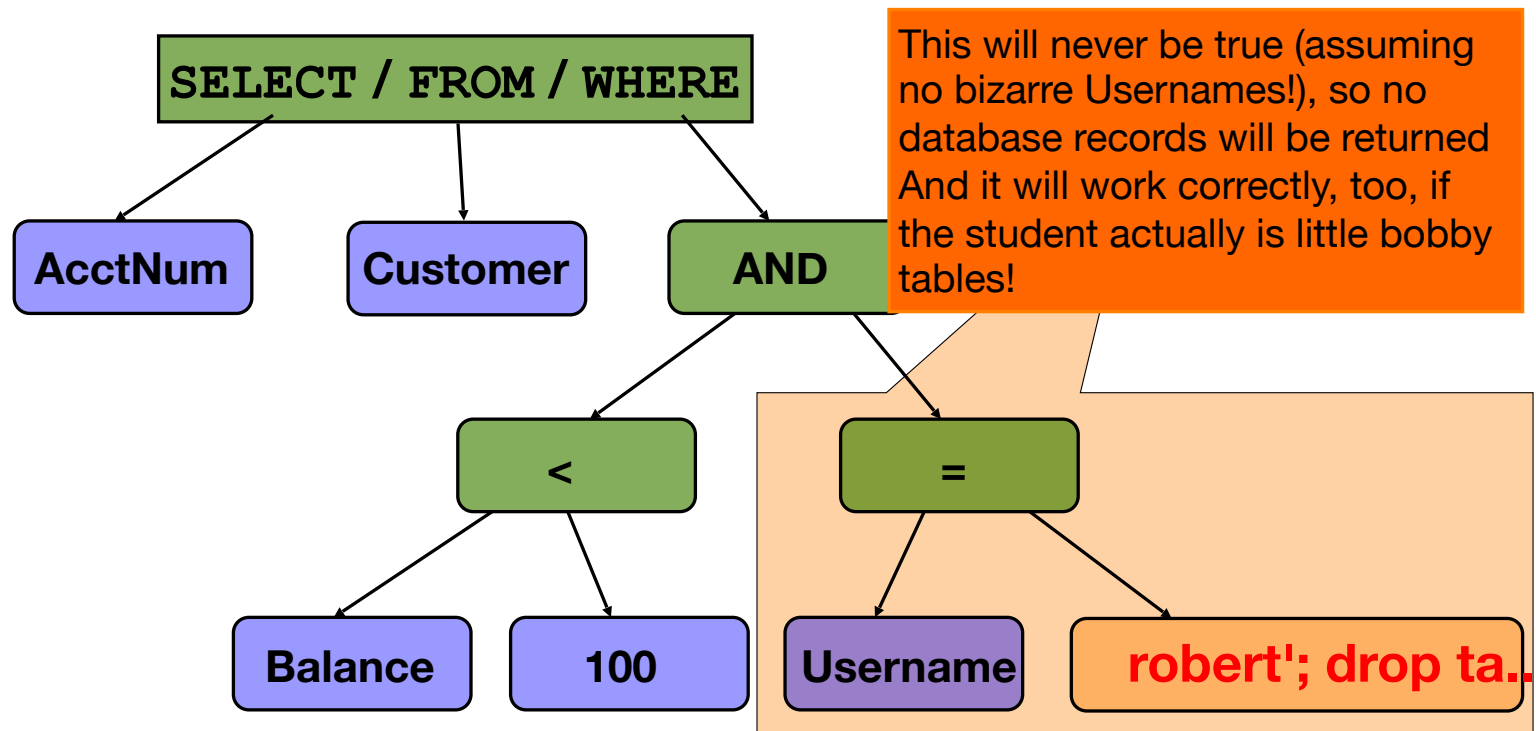 SELECT / FROM / WHERE
This will never be true (assuming
no bizarre Usernames!), so no
database records will be returned
And it will work correctly, too, if
the student actually is little bobby
tables!
AcctNum
Customer
AND
<
=
Balance
100
Username
robert'; drop ta..